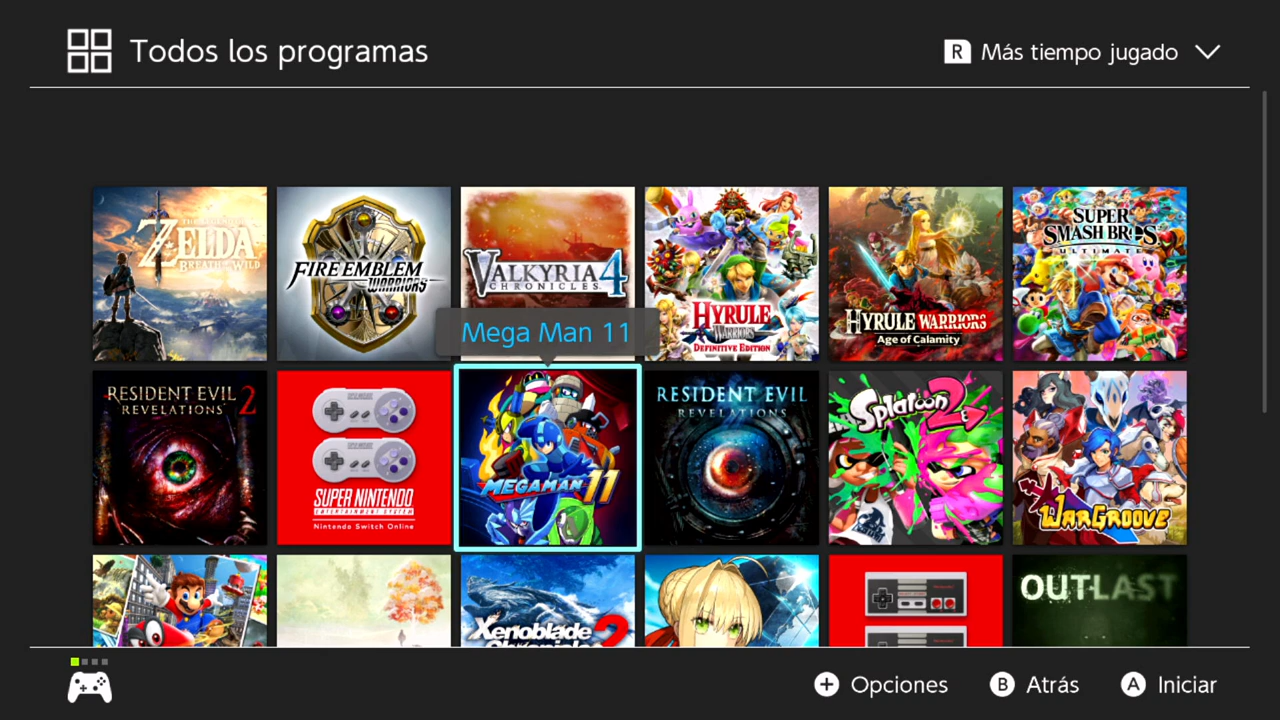 Todos los programas
R Más tiempo jugado
THE LEGEND OF
ZELDA
BREATH OF THE WILD
FIRE EMBLEM
WARRIORS
VALKYRIA 4
CHRONICLES
HYRULE
WARRIORS
DEFINITIVE EDITION
HYRULE WARRIORS
Age of Calamity
SUPER
SMASH BROS.
ULTIMATE
Mega Man 11
RESIDENT EVIL
REVELATIONS 2
SUPER NINTENDO
ENTERTAINMENT SYSTEM
Nintendo Switch Online
MEGAMAN 11
RESIDENT EVIL
REVELATIONS
Splatoon 2
WARGROOVE
Xenoblade
Chronicles 2
OUTLAST
+ Opciones
B Atrás
A Iniciar